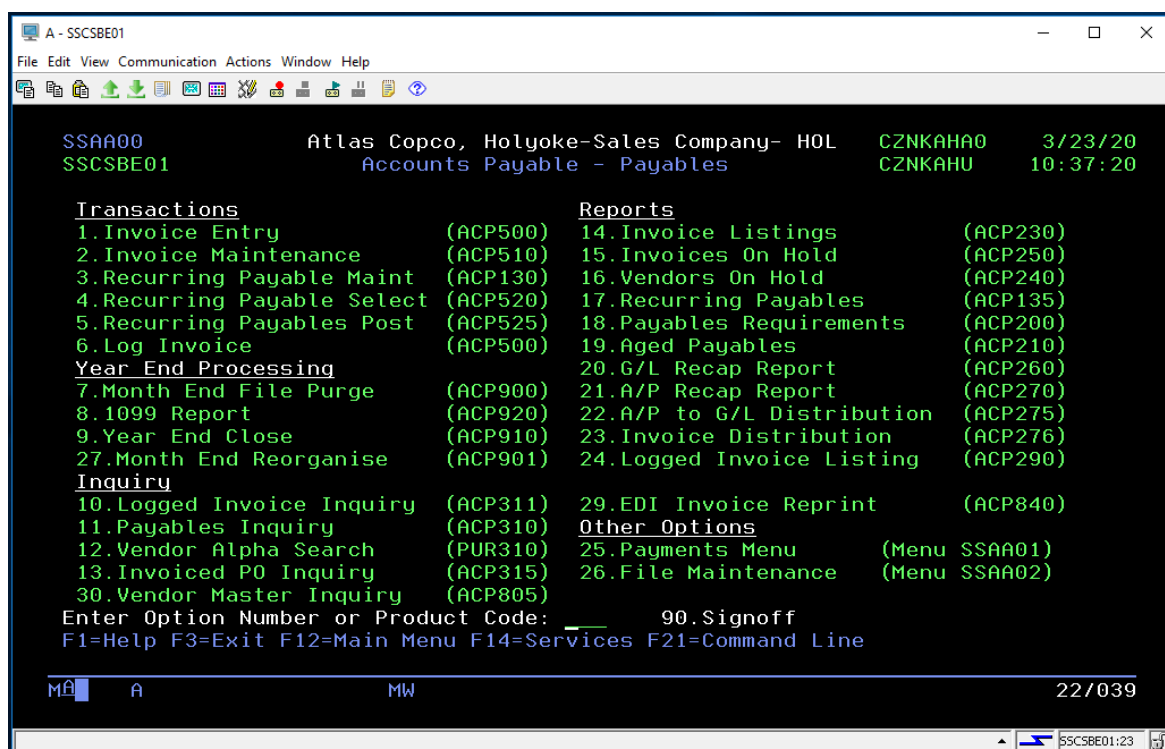 A - SSCSBE01
File Edit View Communication Actions Window Help
SSAA00 Atlas Copco, Holyoke-Sales Company- HOL CZNKAHA0 3/23/20
SSCSBE01 Accounts Payable - Payables CZNKAHU 10:37:20
Transactions Reports
1.Invoice Entry (ACP500) 14.Invoice Listings (ACP230)
2.Invoice Maintenance (ACP510) 15.Invoices On Hold (ACP250)
3.Recurring Payable Maint (ACP130) 16.Vendors On Hold (ACP240)
4.Recurring Payable Select (ACP520) 17.Recurring Payables (ACP135)
5.Recurring Payables Post (ACP525) 18.Payables Requirements (ACP200)
6.Log Invoice (ACP500) 19.Aged Payables (ACP210)
Year End Processing 20.G/L Recap Report (ACP260)
7.Month End File Purge (ACP900) 21.A/P Recap Report (ACP270)
8.1099 Report (ACP920) 22.A/P to G/L Distribution (ACP275)
9.Year End Close (ACP910) 23.Invoice Distribution (ACP276)
27.Month End Reorganise (ACP901) 24.Logged Invoice Listing (ACP290)
Inquiry
10.Logged Invoice Inquiry (ACP311) 29.EDI Invoice Reprint (ACP840)
11.Payables Inquiry (ACP310) Other Options
12.Vendor Alpha Search (PUR310) 25.Payments Menu (Menu SSAA01)
13.Invoiced PO Inquiry (ACP315) 26.File Maintenance (Menu SSAA02)
30.Vendor Master Inquiry (ACP805)
Enter Option Number or Product Code: ____ 90.Signoff
F1=Help F3=Exit F12=Main Menu F14=Services F21=Command Line
MA A MW 22/039
SSCSBE01:23